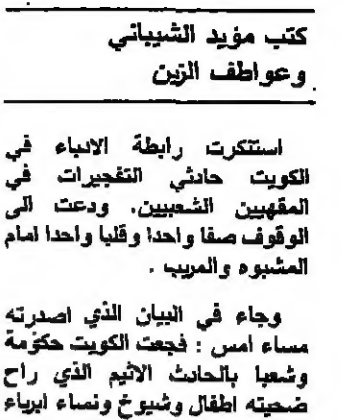 كتب مؤيد الشيباني
وعواطف الزين
استنكرت رابطة الادباء في
الكويت حادثي التفجيرات في
المقهيين الشعبيين. ودعت الى
الوقوف صفا واحدا وقلبا واحدا امام
المشبوه والمريب .
وجاء في البيان الذي اصدرته
مساء امس : فجعت الكويت حكومة
وشعبا بالحادث الاثيم الذي راح
ضحيته اطفال وشيوخ ونساء ابرياء